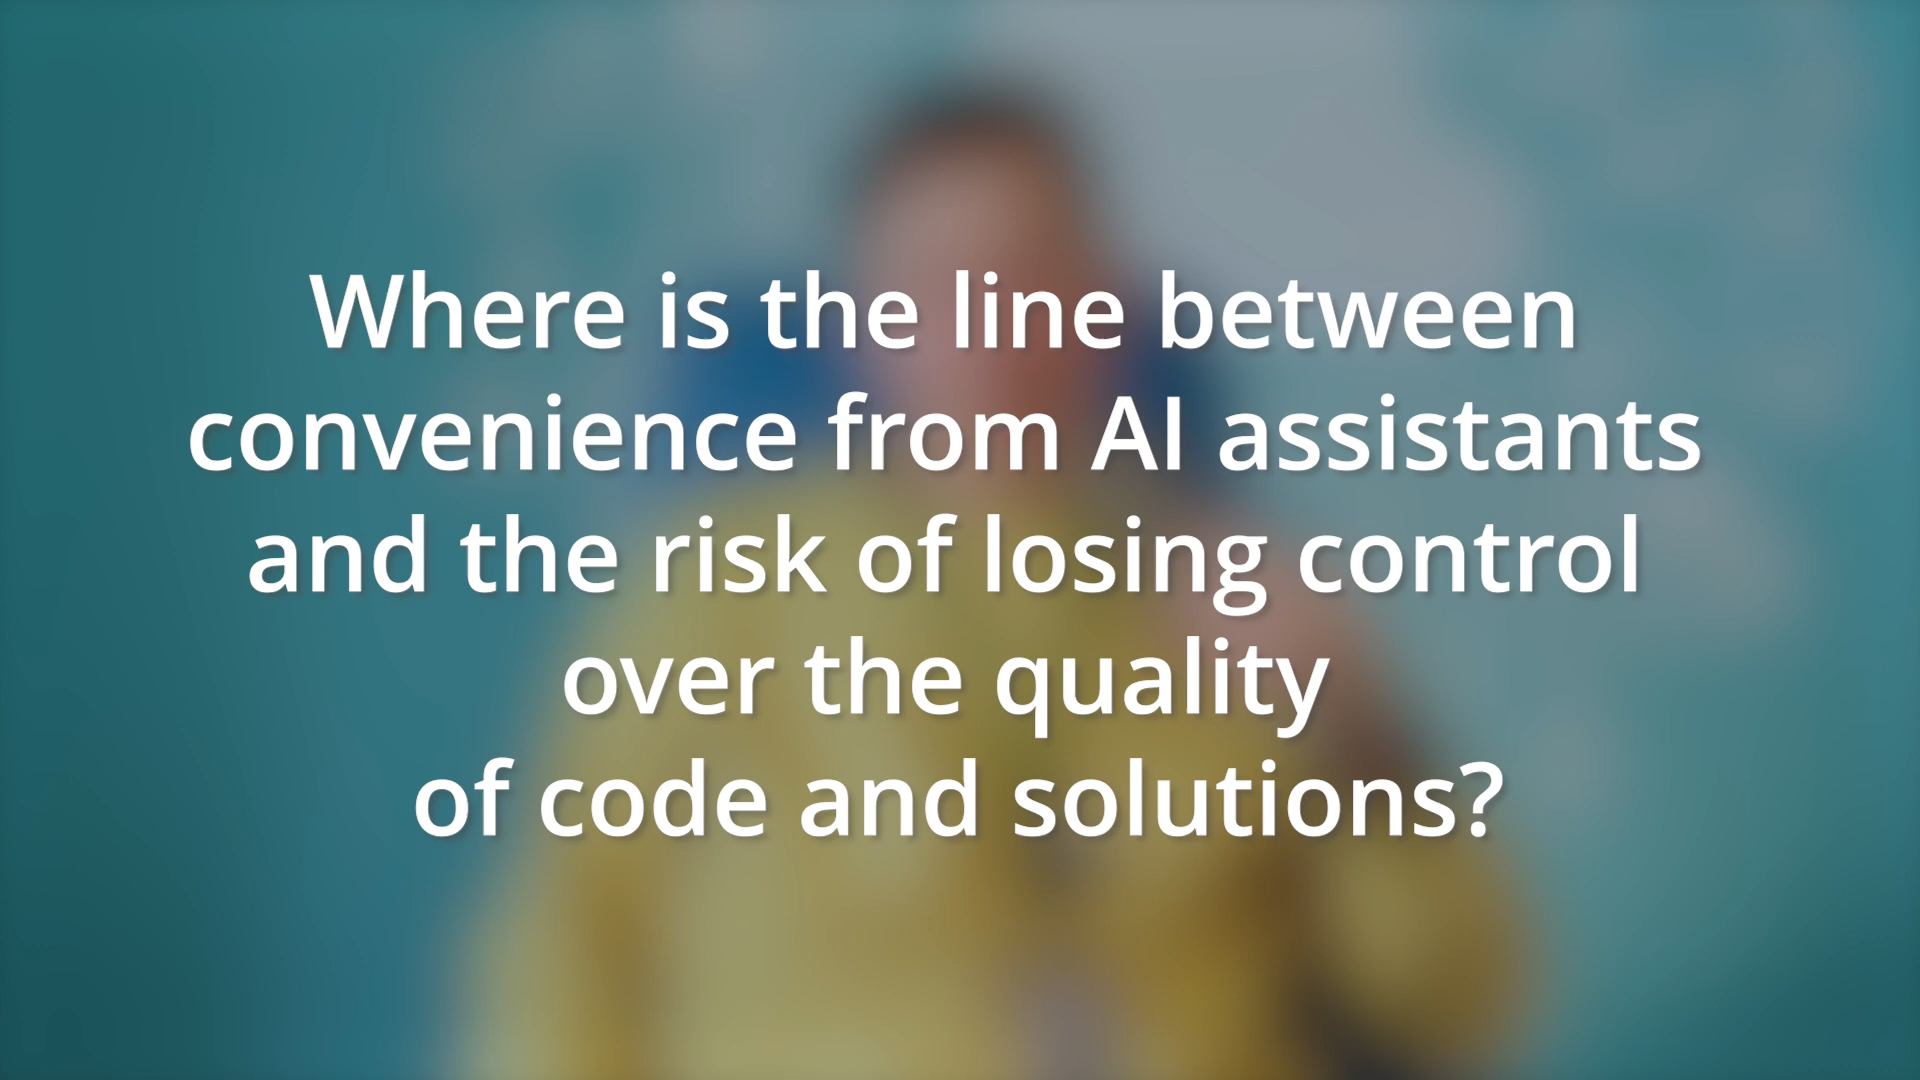 Where is the line between
convenience from AI assistants
and the risk of losing control
over the quality
of code and solutions?